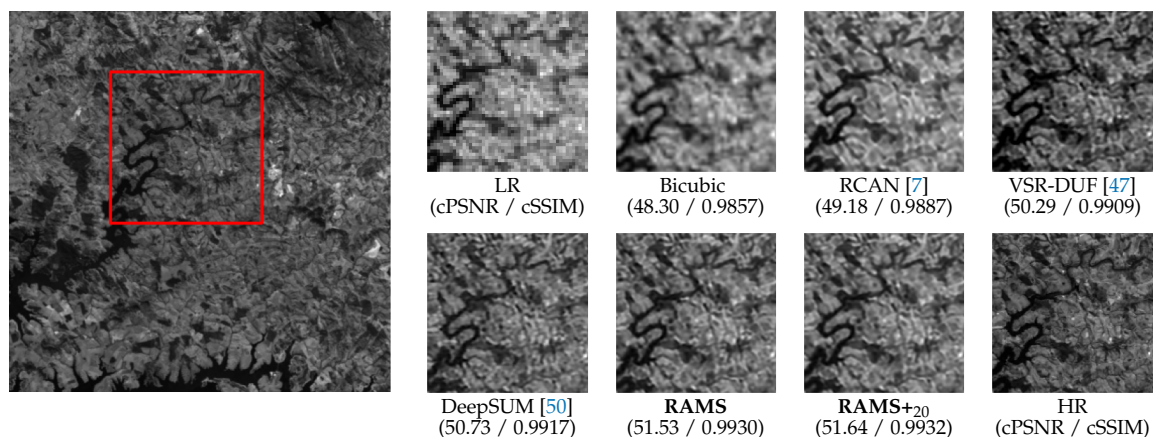 LR
(cPSNR / cSSIM)
Bicubic
(48.30 / 0.9857)
RCAN [7]
(49.18 / 0.9887)
VSR-DUF [47]
(50.29 / 0.9909)
DeepSUM [50]
(50.73 / 0.9917)
RAMS
(51.53 / 0.9930)
RAMS+20
(51.64 / 0.9932)
HR
(cPSNR / cSSIM)